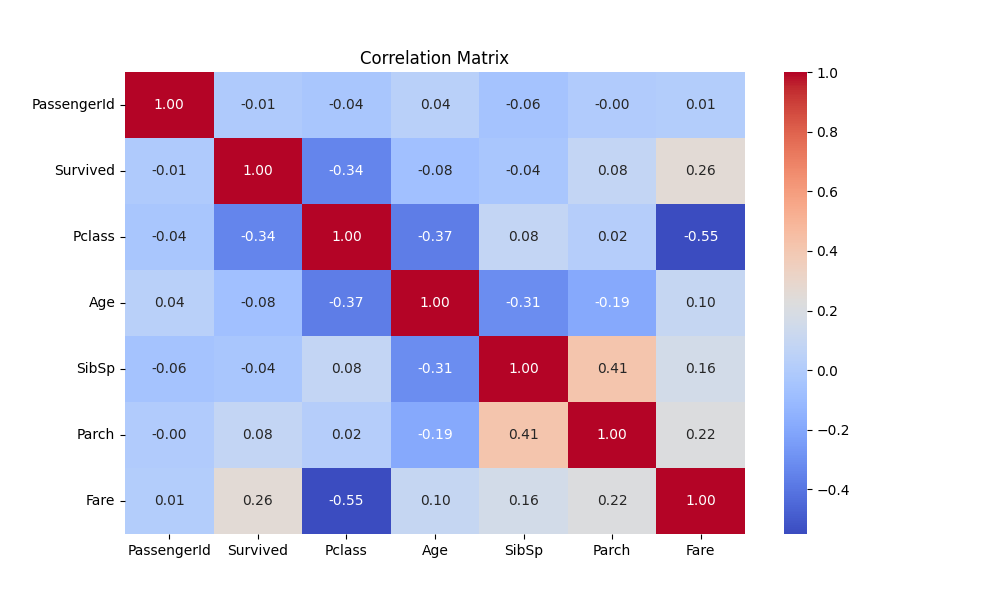 Correlation Matrix
PassengerId 1.00 -0.01 -0.04 0.04 -0.06 -0.00 0.01
Survived -0.01 1.00 -0.34 -0.08 -0.04 0.08 0.26
Pclass -0.04 -0.34 1.00 -0.37 0.08 0.02 -0.55
Age 0.04 -0.08 -0.37 1.00 -0.31 -0.19 0.10
SibSp -0.06 -0.04 0.08 -0.31 1.00 0.41 0.16
Parch -0.00 0.08 0.02 -0.19 0.41 1.00 0.22
Fare 0.01 0.26 -0.55 0.10 0.16 0.22 1.00
PassengerId Survived Pclass Age SibSp Parch Fare
1.0
0.8
0.6
0.4
0.2
0.0
−0.2
−0.4